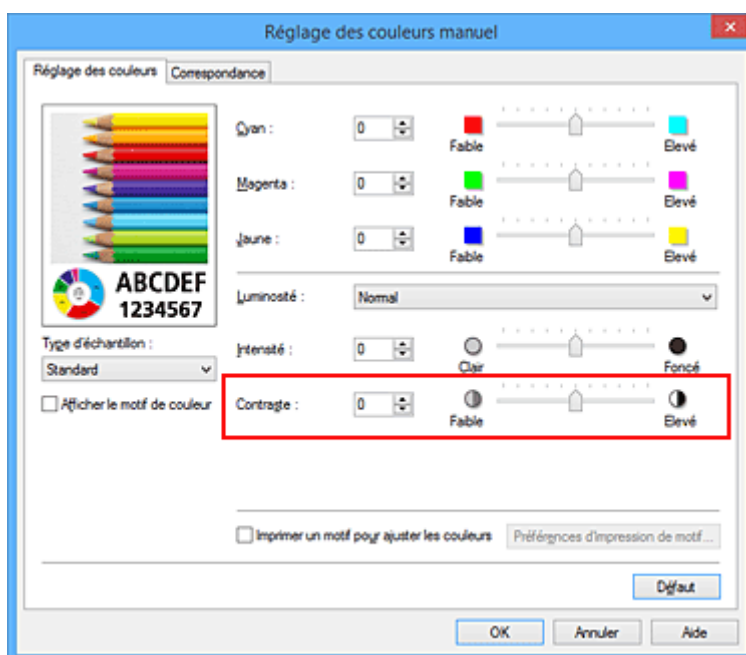 Réglage des couleurs manuel
Réglage des couleurs Correspondance
Cyan : 0 Faible Elevé
Magenta : 0 Faible Elevé
Jaune : 0 Faible Elevé
ABCDEF
1234567
Luminosité : Normal
Type d'échantillon :
Standard
Intensité : 0 Clair Foncé
Afficher le motif de couleur
Contraste : 0 Faible Elevé
Imprimer un motif pour ajuster les couleurs Préférences d'impression de motif...
Défaut
OK Annuler Aide